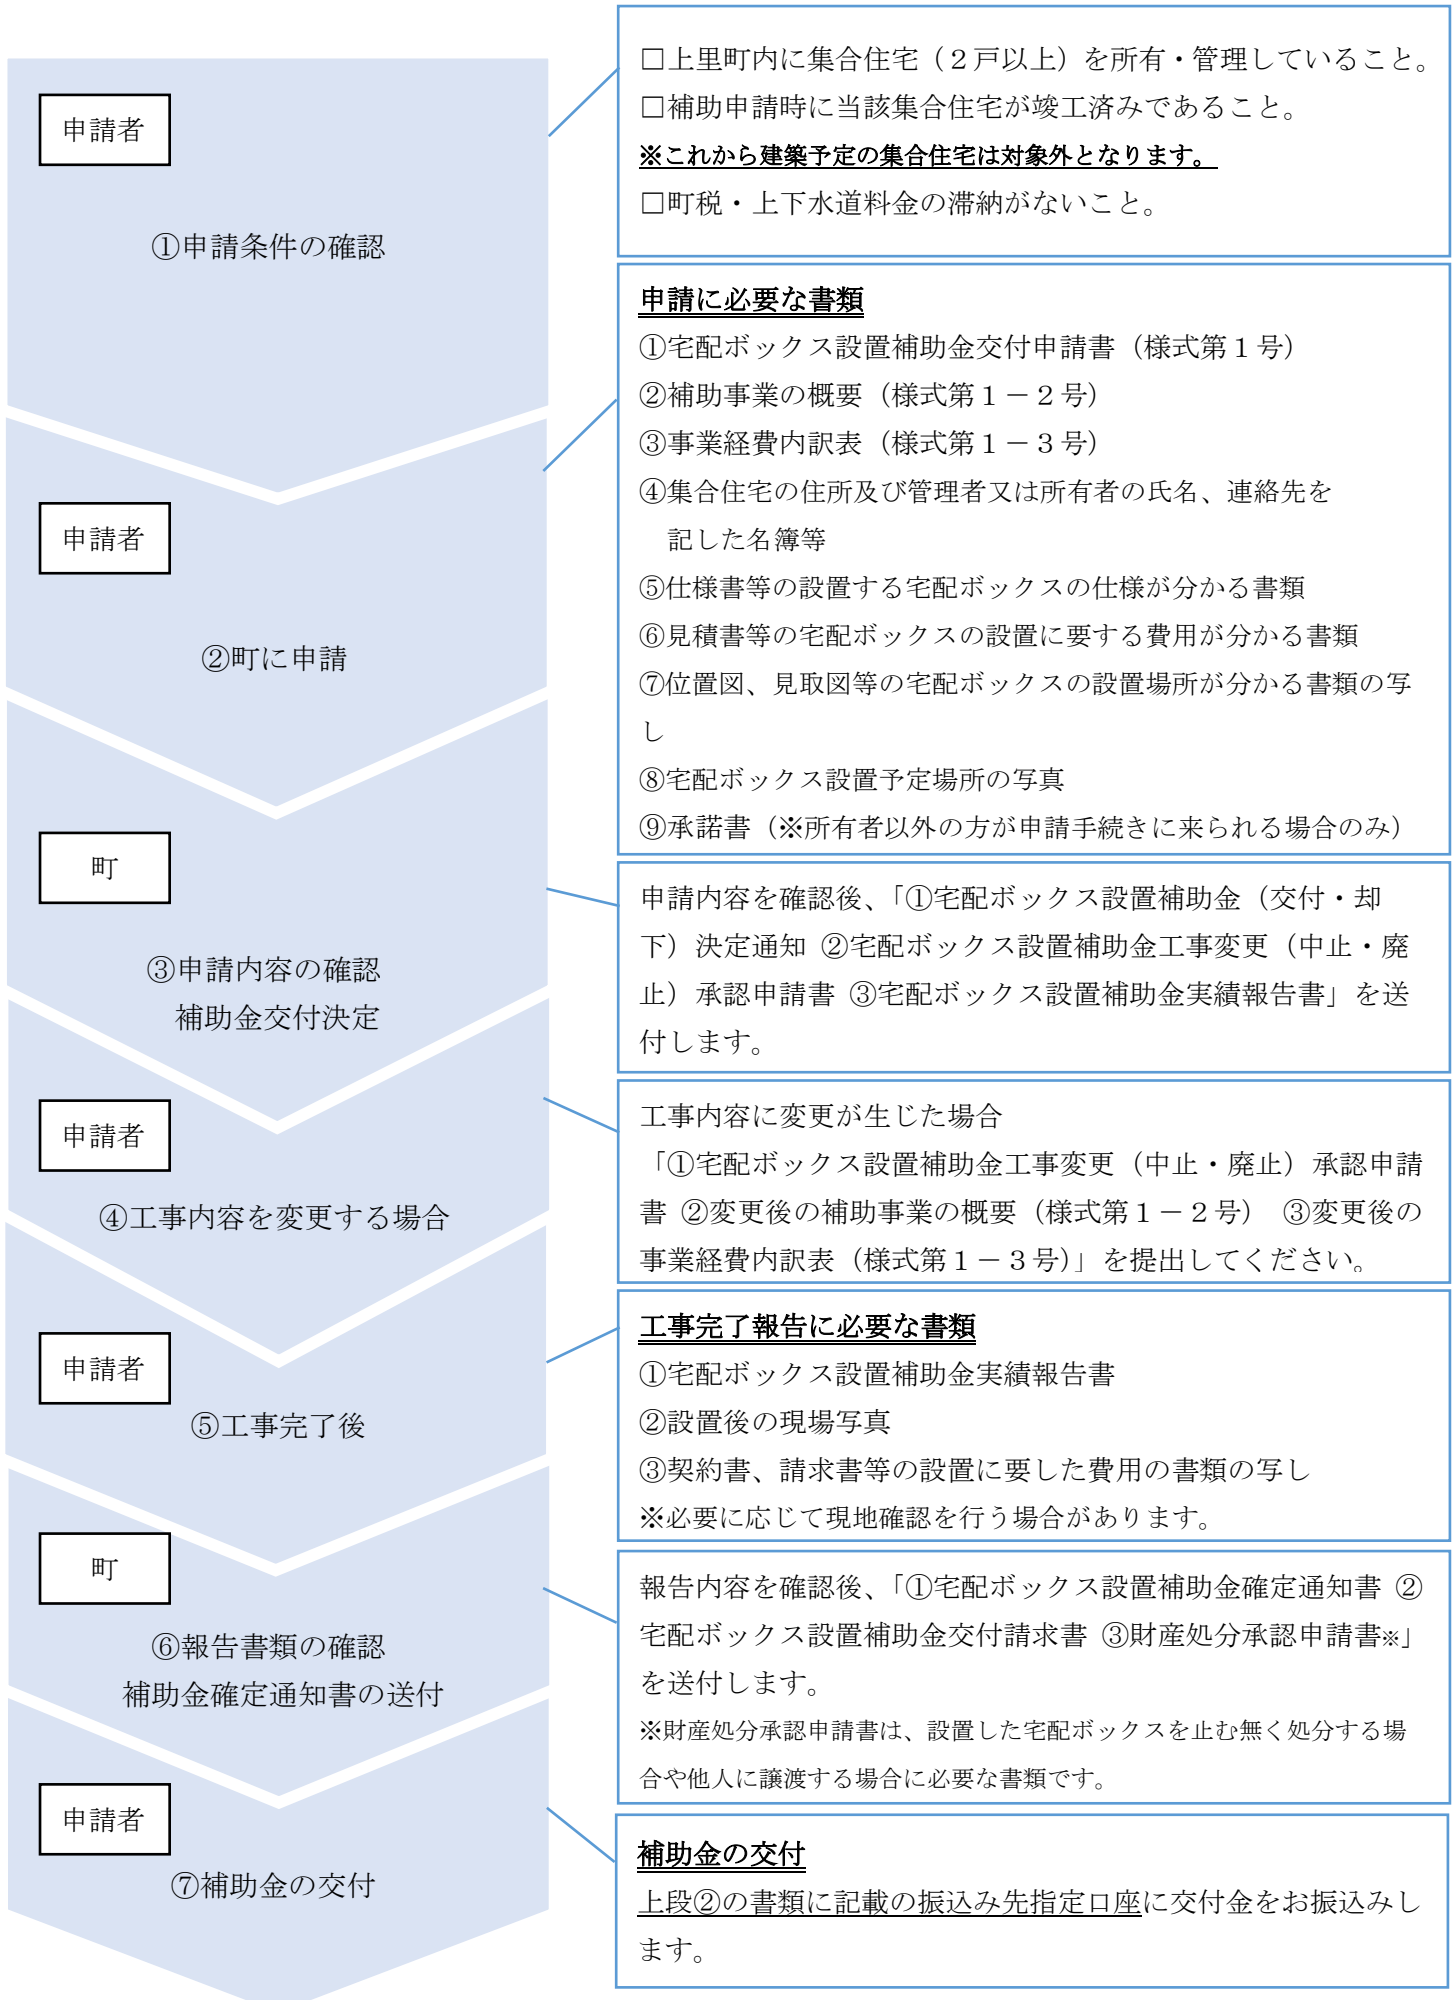 申請者
①申請条件の確認
□上里町内に集合住宅（２戸以上）を所有・管理していること。
□補助申請時に当該集合住宅が竣工済みであること。
※これから建築予定の集合住宅は対象外となります。
□町税・上下水道料金の滞納がないこと。
申請者
②町に申請
申請に必要な書類
①宅配ボックス設置補助金交付申請書（様式第１号）
②補助事業の概要（様式第１－２号）
③事業経費内訳表（様式第１－３号）
④集合住宅の住所及び管理者又は所有者の氏名、連絡先を
記した名簿等
⑤仕様書等の設置する宅配ボックスの仕様が分かる書類
⑥見積書等の宅配ボックスの設置に要する費用が分かる書類
⑦位置図、見取図等の宅配ボックスの設置場所が分かる書類の写
し
⑧宅配ボックス設置予定場所の写真
⑨承諾書（※所有者以外の方が申請手続きに来られる場合のみ）
町
③申請内容の確認
補助金交付決定
申請内容を確認後、「①宅配ボックス設置補助金（交付・却
下）決定通知 ②宅配ボックス設置補助金工事変更（中止・廃
止）承認申請書 ③宅配ボックス設置補助金実績報告書」を送
付します。
申請者
④工事内容を変更する場合
工事内容に変更が生じた場合
「①宅配ボックス設置補助金工事変更（中止・廃止）承認申請
書 ②変更後の補助事業の概要（様式第１－２号） ③変更後の
事業経費内訳表（様式第１－３号）」を提出してください。
申請者
⑤工事完了後
工事完了報告に必要な書類
①宅配ボックス設置補助金実績報告書
②設置後の現場写真
③契約書、請求書等の設置に要した費用の書類の写し
※必要に応じて現地確認を行う場合があります。
町
⑥報告書類の確認
補助金確定通知書の送付
報告内容を確認後、「①宅配ボックス設置補助金確定通知書 ②
宅配ボックス設置補助金交付請求書 ③財産処分承認申請書※」
を送付します。
※財産処分承認申請書は、設置した宅配ボックスを止む無く処分する場
合や他人に譲渡する場合に必要な書類です。
申請者
⑦補助金の交付
補助金の交付
上段②の書類に記載の振込み先指定口座に交付金をお振込みし
ます。